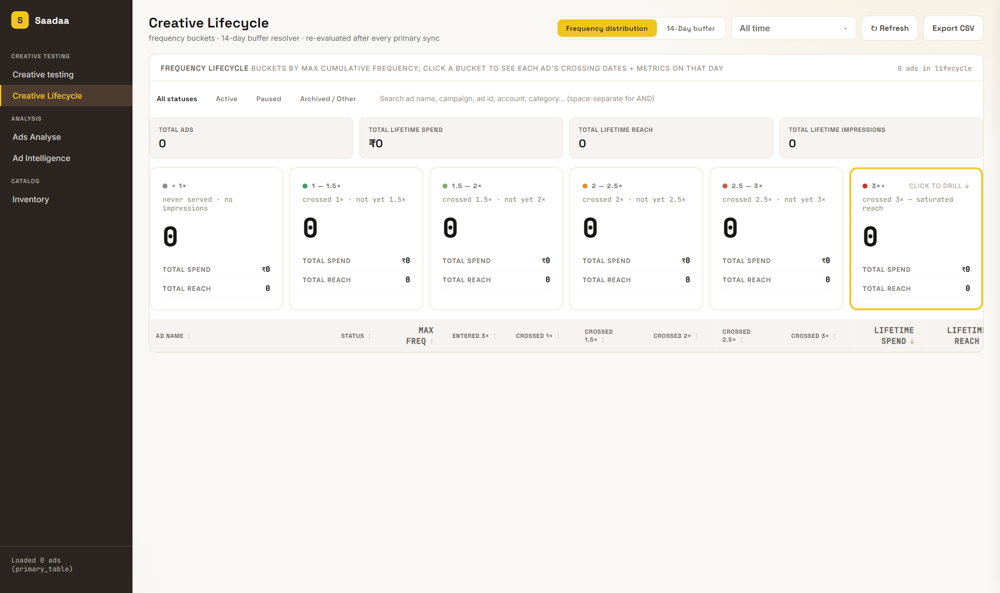 S Saadaa
CREATIVE TESTING
Creative testing
Creative Lifecycle
ANALYSIS
Ads Analyse
Ad Intelligence
CATALOG
Inventory
Loaded 0 ads
(primary_table)
Creative Lifecycle
frequency buckets · 14-day buffer resolver · re-evaluated after every primary sync
Frequency distribution 14-Day buffer All time ▾ ↻ Refresh Export CSV
FREQUENCY LIFECYCLE BUCKETS BY MAX CUMULATIVE FREQUENCY; CLICK A BUCKET TO SEE EACH AD'S CROSSING DATES + METRICS ON THAT DAY 0 ads in lifecycle
All statuses Active Paused Archived / Other Search ad name, campaign, ad id, account, category... (space-separate for AND)
TOTAL ADS
0
TOTAL LIFETIME SPEND
₹0
TOTAL LIFETIME REACH
0
TOTAL LIFETIME IMPRESSIONS
0
< 1×
never served · no
impressions
0
TOTAL SPEND ₹0
TOTAL REACH 0
1 — 1.5×
crossed 1× · not yet 1.5×
0
TOTAL SPEND ₹0
TOTAL REACH 0
1.5 — 2×
crossed 1.5× · not yet 2×
0
TOTAL SPEND ₹0
TOTAL REACH 0
2 — 2.5×
crossed 2× · not yet 2.5×
0
TOTAL SPEND ₹0
TOTAL REACH 0
2.5 — 3×
crossed 2.5× · not yet 3×
0
TOTAL SPEND ₹0
TOTAL REACH 0
3×+ CLICK TO DRILL ↓
crossed 3× — saturated
reach
0
TOTAL SPEND ₹0
TOTAL REACH 0
AD NAME ↕
STATUS ↕
MAX
FREQ ↕
ENTERED 3× ↕
CROSSED 1× ↕
CROSSED
1.5× ↕
CROSSED 2× ↕
CROSSED
2.5× ↕
CROSSED 3× ↕
LIFETIME
SPEND ↓
LIFETIM
REACH